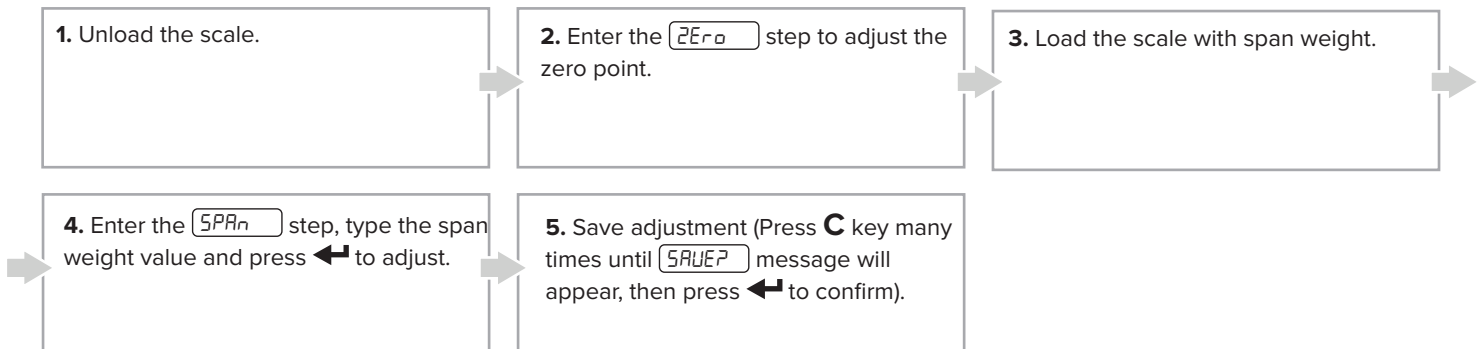 1. Unload the scale.
2. Enter the ZEro step to adjust the
zero point.
3. Load the scale with span weight.
4. Enter the SPAn step, type the span
weight value and press to adjust.
5. Save adjustment (Press C key many
times until SAVE? message will
appear, then press to confirm).